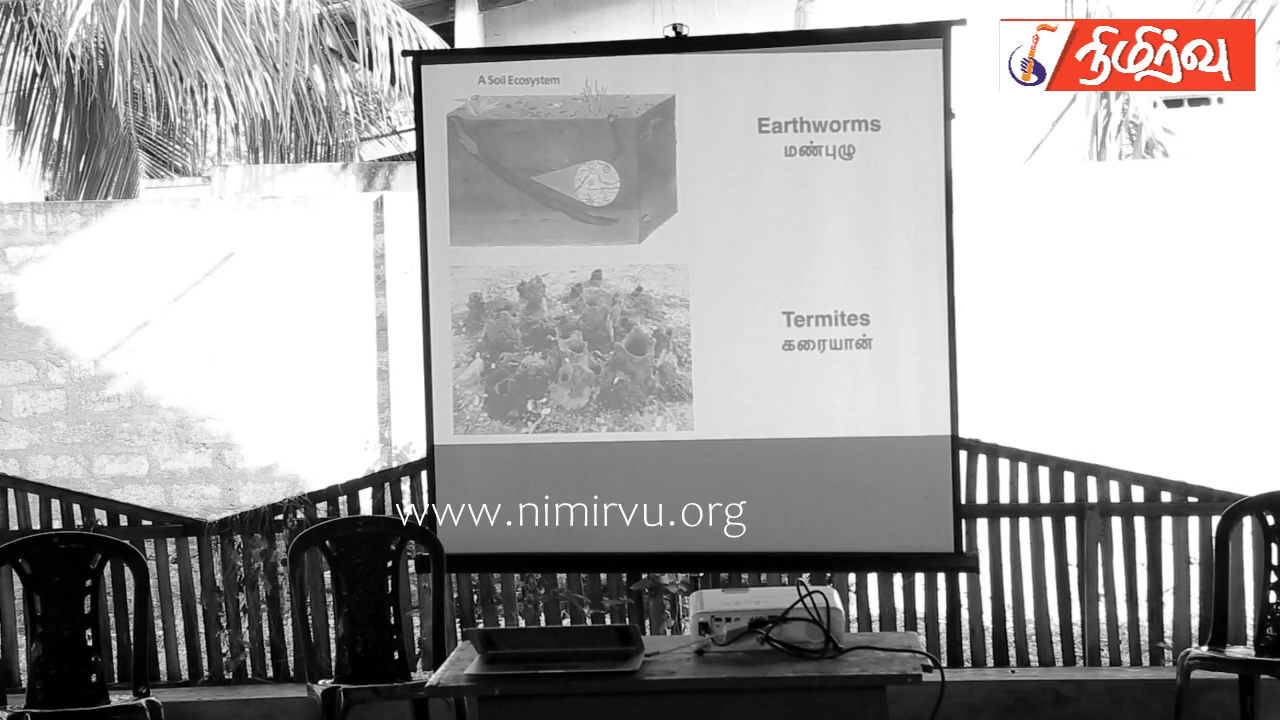 நிமிர்வு
A Soil Ecosystem
Earthworms
மண்புழு
Termites
கரையான்
www.nimirvu.org